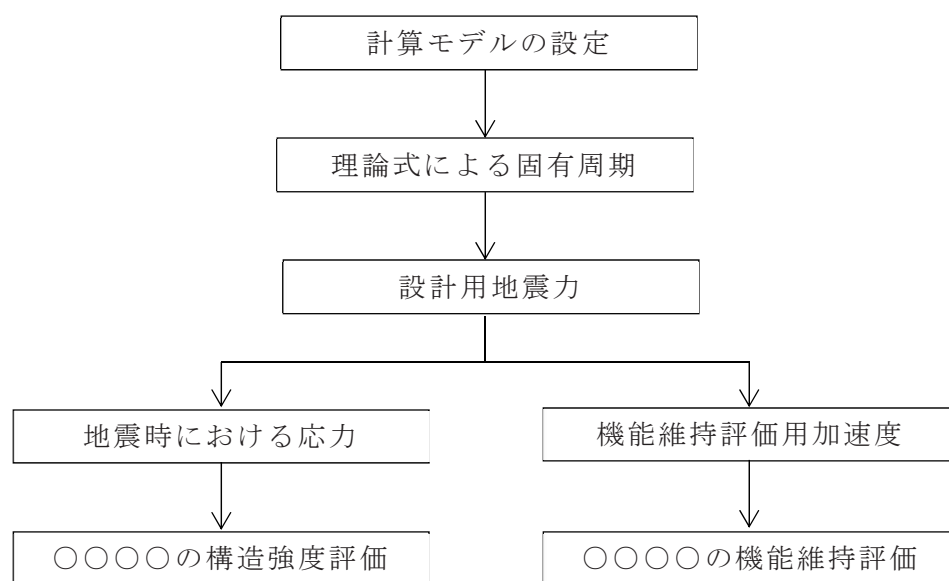 計算モデルの設定
理論式による固有周期
設計用地震力
地震時における応力
機能維持評価用加速度
○○○○の構造強度評価
○○○○の機能維持評価